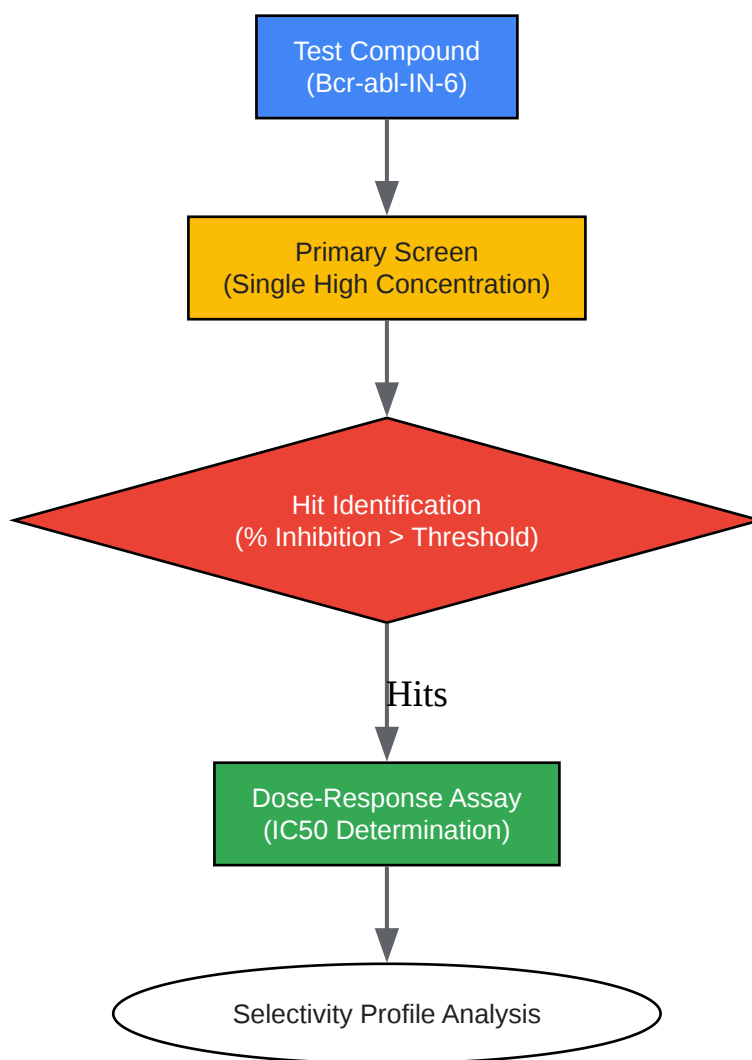 Test Compound
(Bcr-abl-IN-6)
Primary Screen
(Single High Concentration)
Hit Identification
(% Inhibition > Threshold)
Hits
Dose-Response Assay
(IC50 Determination)
Selectivity Profile Analysis